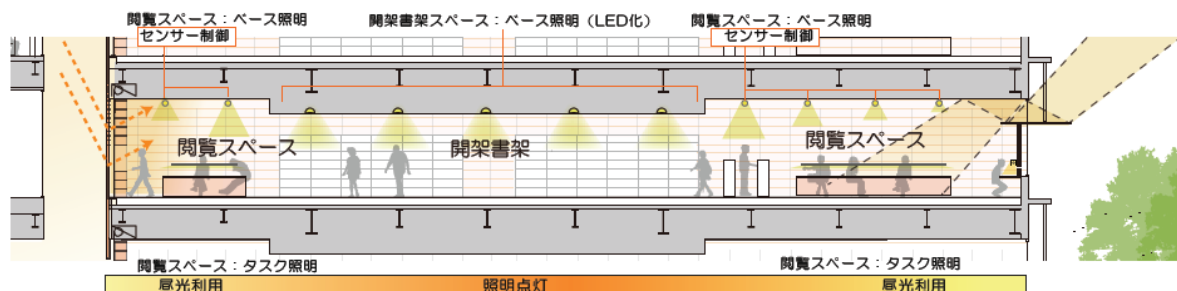 閲覧スペース：ベース照明
センサー制御
開架書架スペース：ベース照明（LED化）
閲覧スペース：ベース照明
センサー制御
閲覧スペース
開架書架
閲覧スペース
閲覧スペース：タスク照明
閲覧スペース：タスク照明
昼光利用
照明点灯
昼光利用